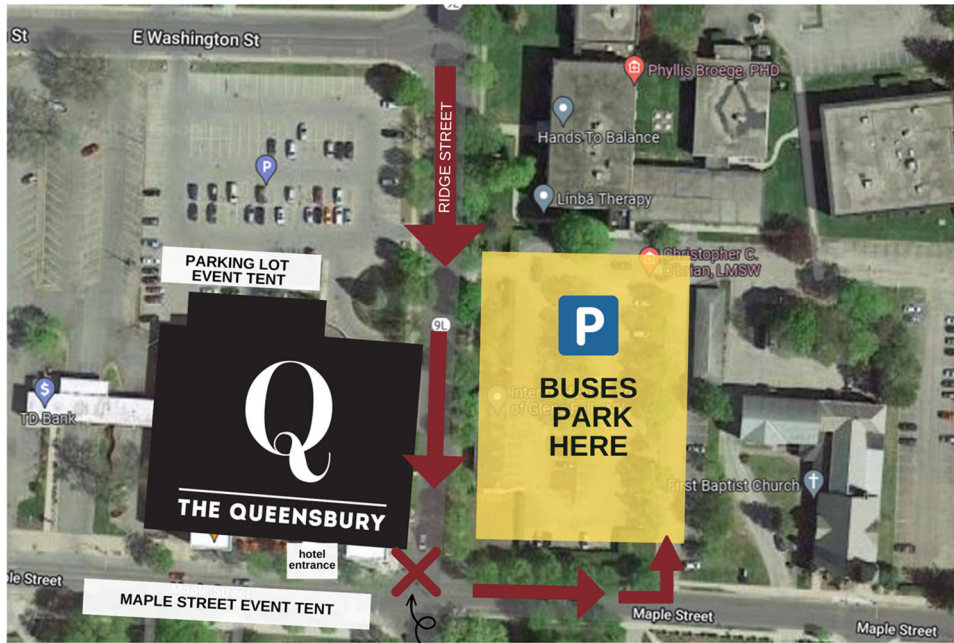 9L
St
E Washington St
Phyllis Broege, PHD
RIDGE STREET
Hands To Balance
P
Linbā Therapy
PARKING LOT
EVENT TENT
Christopher C.
O'Brian, LMSW
9L
P
BUSES
PARK
HERE
Q
$
TD Bank
THE QUEENSBURY
First Baptist Church
hotel
entrance
ple Street
MAPLE STREET EVENT TENT
Maple Street
Maple Street